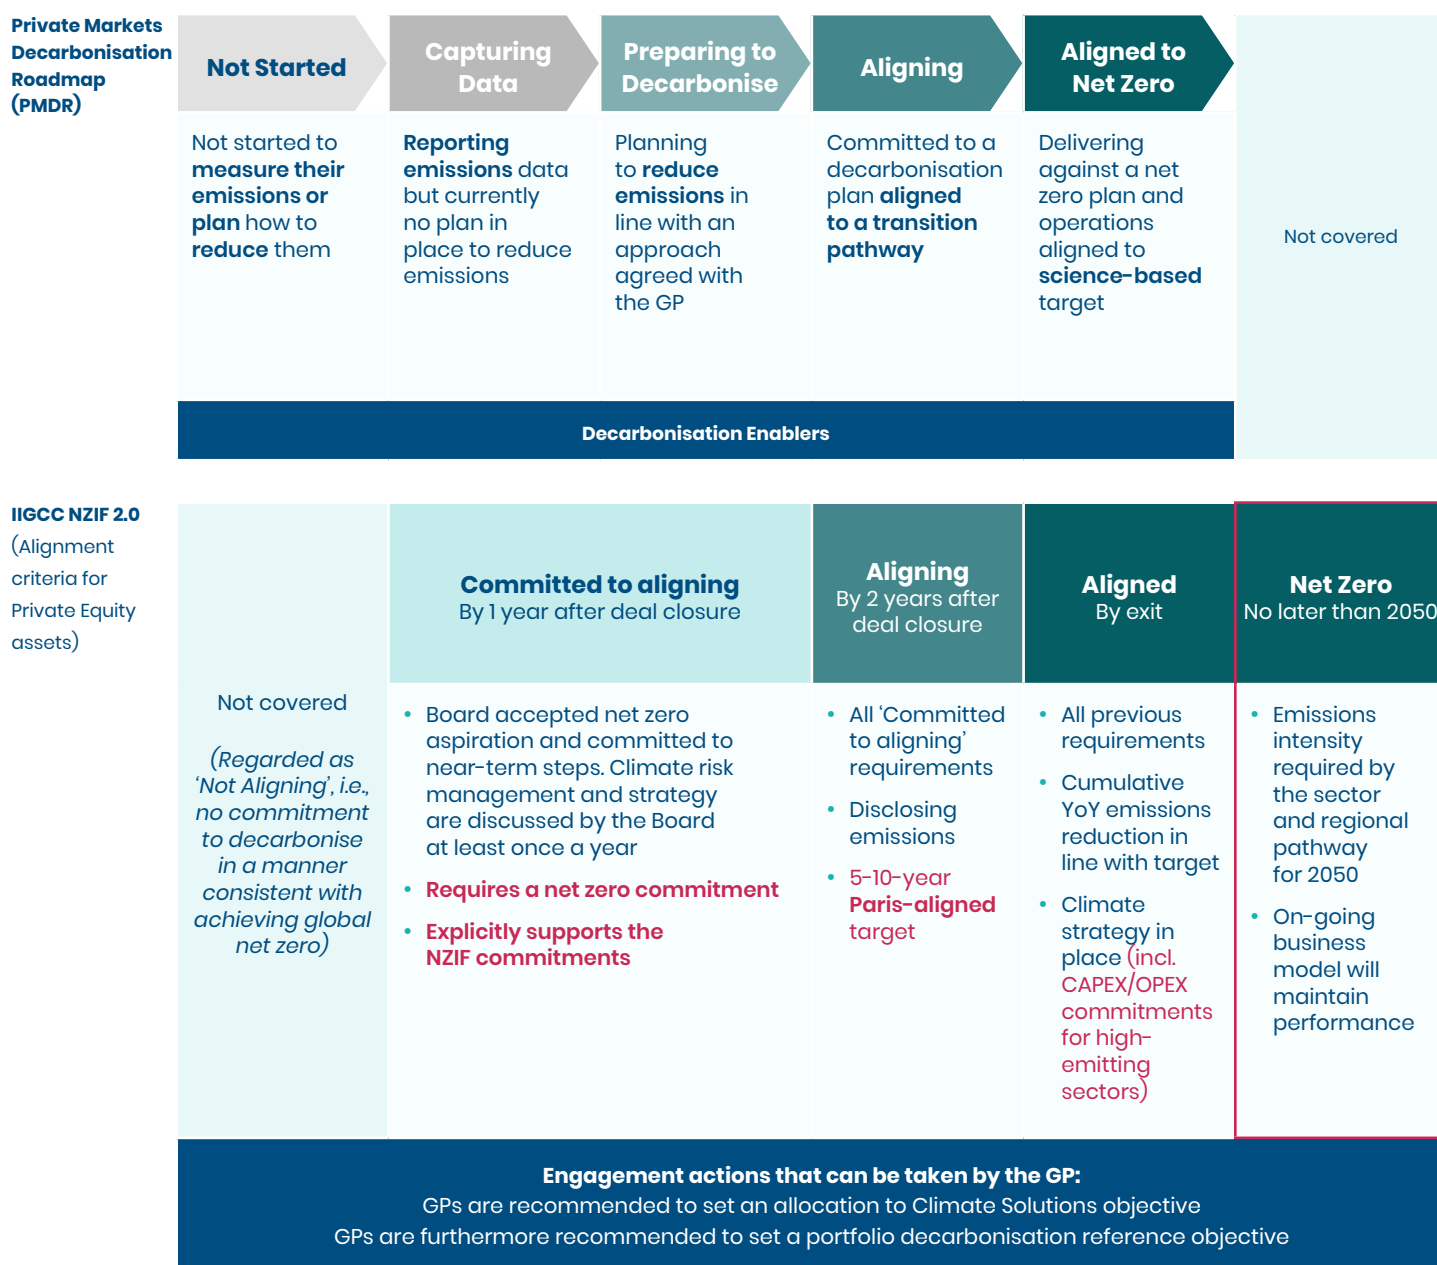 Private Markets
Decarbonisation
Roadmap
(PMDR)
Not Started
Capturing
Data
Preparing to
Decarbonise
Aligning
Aligned to
Net Zero
Not started to
measure their
emissions or
plan how to
reduce them
Reporting
emissions data
but currently
no plan in
place to reduce
emissions
Planning
to reduce
emissions in
line with an
approach
agreed with
the GP
Committed to a
decarbonisation
plan aligned
to a transition
pathway
Delivering
against a net
zero plan and
operations
aligned to
science-based
target
Not covered
Decarbonisation Enablers
IIGCC NZIF 2.0
(Alignment
criteria for
Private Equity
assets)
Not covered
(Regarded as
‘Not Aligning’, i.e.,
no commitment
to decarbonise
in a manner
consistent with
achieving global
net zero)
Committed to aligning
By 1 year after deal closure
• Board accepted net zero
aspiration and committed to
near-term steps. Climate risk
management and strategy
are discussed by the Board
at least once a year
• Requires a net zero commitment
• Explicitly supports the
NZIF commitments
Aligning
By 2 years after
deal closure
• All ‘Committed
to aligning’
requirements
• Disclosing
emissions
• 5-10-year
Paris-aligned
target
Aligned
By exit
• All previous
requirements
• Cumulative
YoY emissions
reduction in
line with target
• Climate
strategy in
place (incl.
CAPEX/OPEX
commitments
for high-
emitting
sectors)
Net Zero
No later than 2050
• Emissions
intensity
required by
the sector
and regional
pathway
for 2050
• On-going
business
model will
maintain
performance
Engagement actions that can be taken by the GP:
GPs are recommended to set an allocation to Climate Solutions objective
GPs are furthermore recommended to set a portfolio decarbonisation reference objective